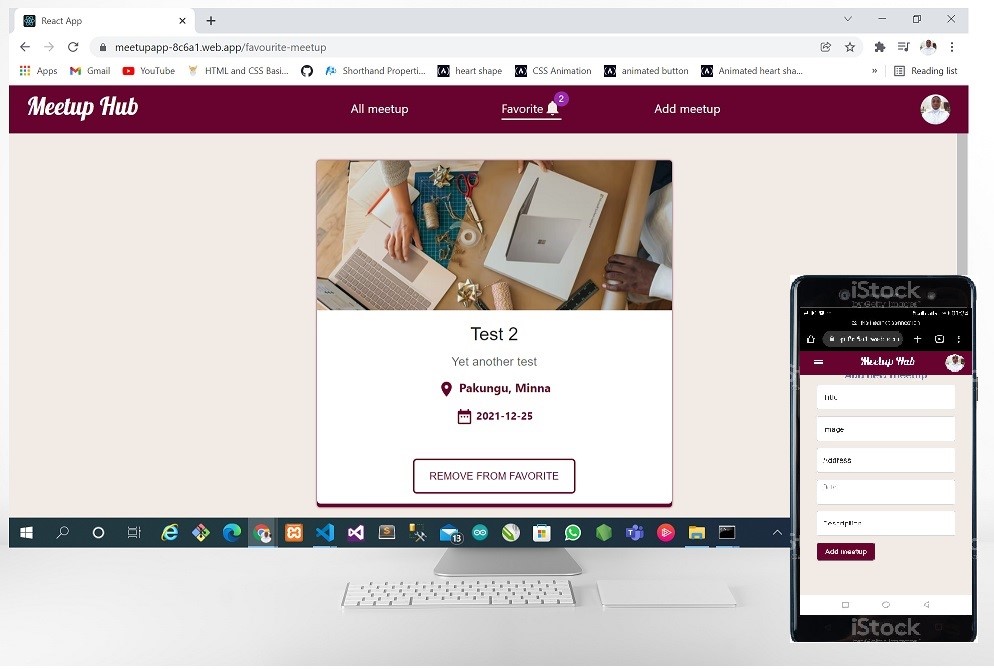 React App
meetupapp-8c6a1.web.app/favourite-meetup
Apps Gmail YouTube HTML and CSS Basi... Shorthand Properti... heart shape CSS Animation animated button Animated heart sha... » Reading list
Meetup Hub All meetup Favorite 2 Add meetup
Test 2
Yet another test
Pakungu, Minna
2021-12-25
REMOVE FROM FAVORITE
13
iStock
by Getty Images
Meetup Hub
Address
Description
Add meetup
iStock